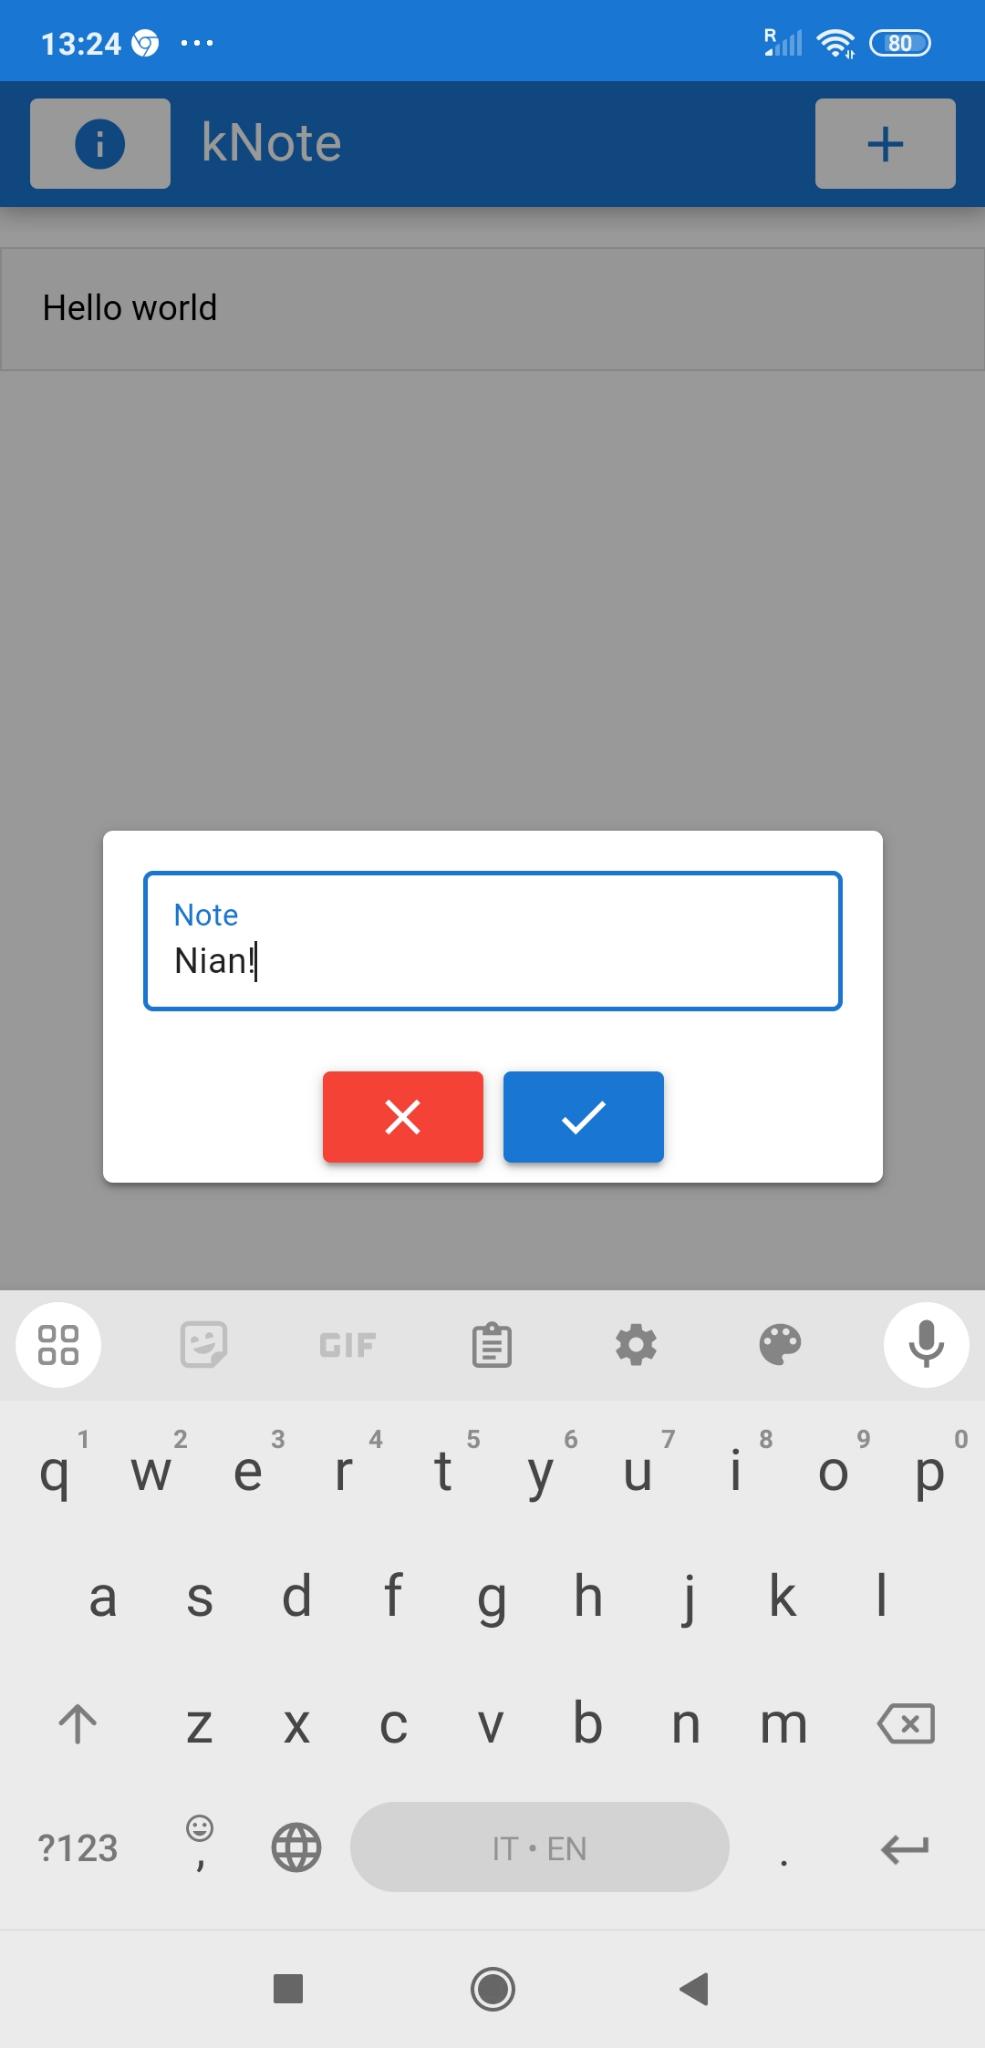 13:24
R
80
kNote
Hello world
Note
Nian!
GIF
1 2 3 4 5 6 7 8 9 0
q w e r t y u i o p
a s d f g h j k l
z x c v b n m
?123 , IT • EN .